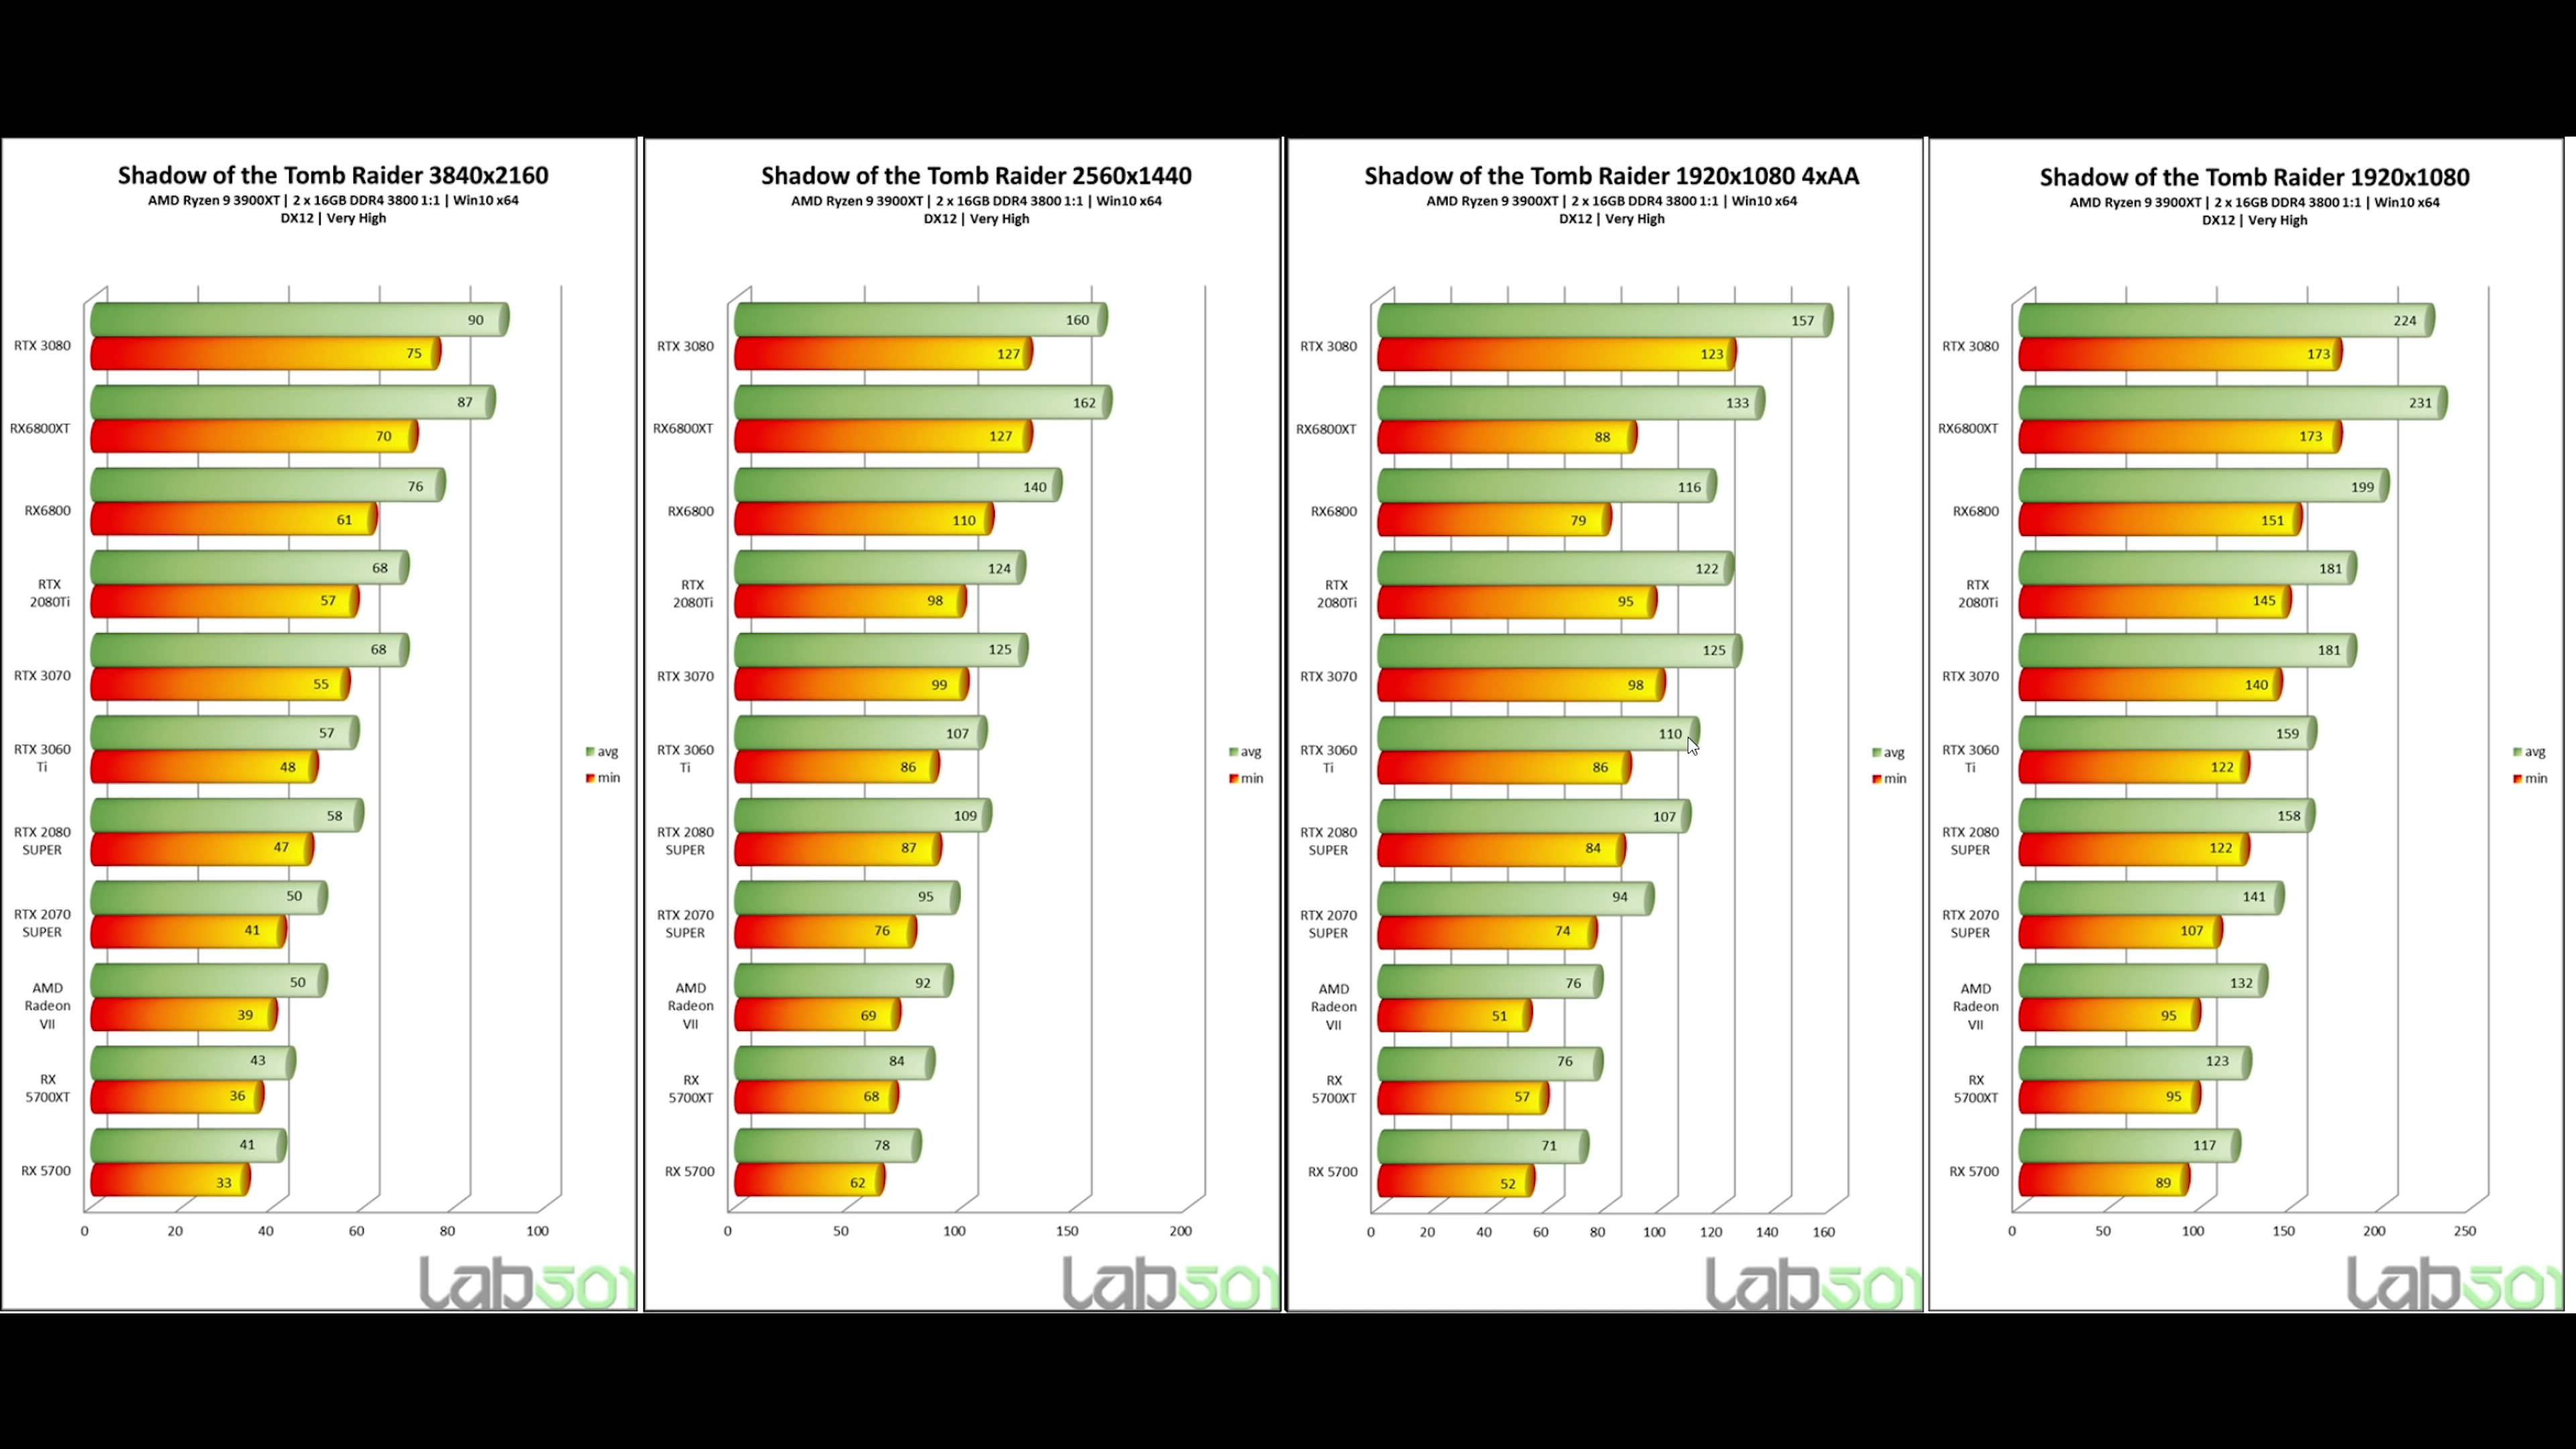 Shadow of the Tomb Raider 3840x2160
AMD Ryzen 9 3900XT | 2 x 16GB DDR4 3800 1:1 | Win10 x64
DX12 | Very High
RTX 3080
90
75
RX6800XT
87
70
RX6800
76
61
RTX
2080Ti
68
57
RTX 3070
68
55
RTX 3060
Ti
57
48
RTX 2080
SUPER
58
47
RTX 2070
SUPER
50
41
AMD
Radeon
VII
50
39
RX
5700XT
43
36
RX 5700
41
33
avg
min
0 20 40 60 80 100
Lab501
Shadow of the Tomb Raider 2560x1440
AMD Ryzen 9 3900XT | 2 x 16GB DDR4 3800 1:1 | Win10 x64
DX12 | Very High
RTX 3080
160
127
RX6800XT
162
127
RX6800
140
110
RTX
2080Ti
124
98
RTX 3070
125
99
RTX 3060
Ti
107
86
RTX 2080
SUPER
109
87
RTX 2070
SUPER
95
76
AMD
Radeon
VII
92
69
RX
5700XT
84
68
RX 5700
78
62
avg
min
0 50 100 150 200
Lab501
Shadow of the Tomb Raider 1920x1080 4xAA
AMD Ryzen 9 3900XT | 2 x 16GB DDR4 3800 1:1 | Win10 x64
DX12 | Very High
RTX 3080
157
123
RX6800XT
133
88
RX6800
116
79
RTX
2080Ti
122
95
RTX 3070
125
98
RTX 3060
Ti
110
86
RTX 2080
SUPER
107
84
RTX 2070
SUPER
94
74
AMD
Radeon
VII
76
51
RX
5700XT
76
57
RX 5700
71
52
avg
min
0 20 40 60 80 100 120 140 160
Lab501
Shadow of the Tomb Raider 1920x1080
AMD Ryzen 9 3900XT | 2 x 16GB DDR4 3800 1:1 | Win10 x64
DX12 | Very High
RTX 3080
224
173
RX6800XT
231
173
RX6800
199
151
RTX
2080Ti
181
145
RTX 3070
181
140
RTX 3060
Ti
159
122
RTX 2080
SUPER
158
122
RTX 2070
SUPER
141
107
AMD
Radeon
VII
132
95
RX
5700XT
123
95
RX 5700
117
89
avg
min
0 50 100 150 200 250
Lab501